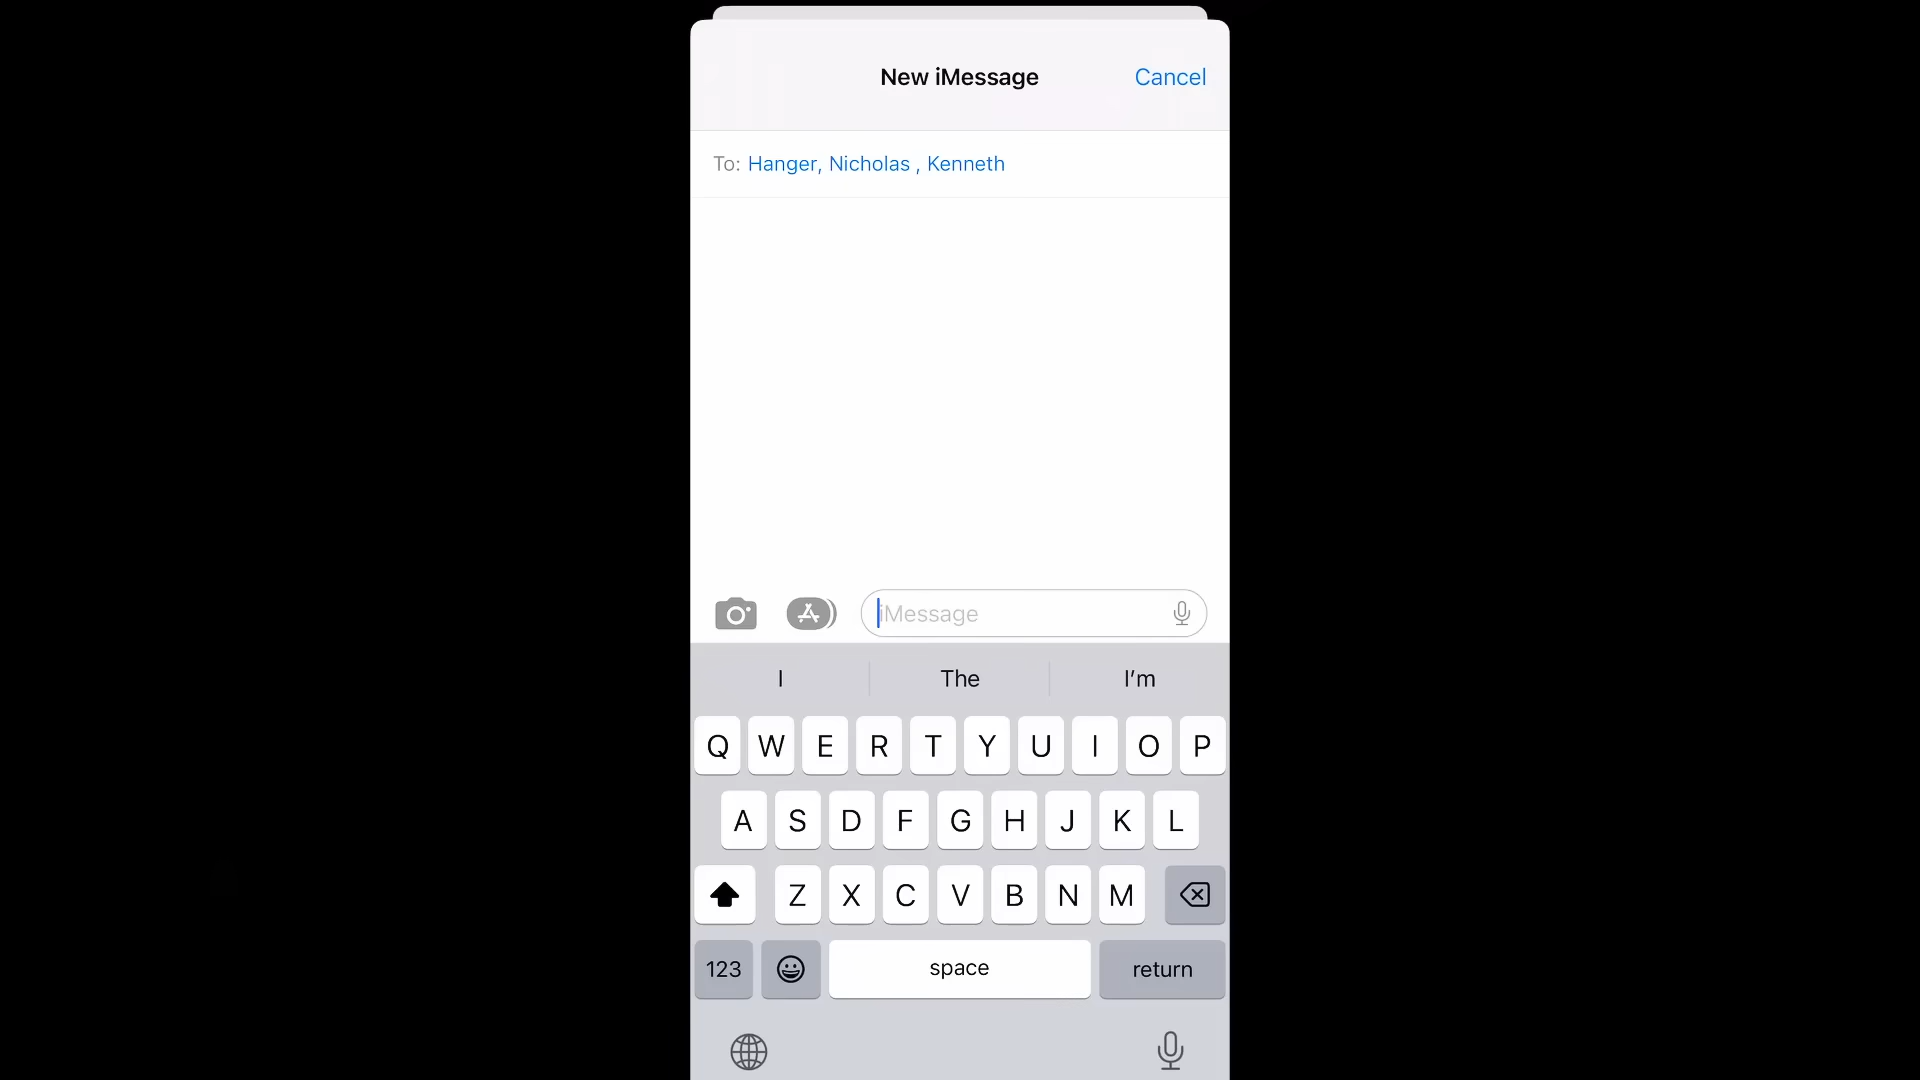 New iMessage Cancel
To: Hanger, Nicholas , Kenneth
iMessage
I The I’m
Q W E R T Y U I O P
A S D F G H J K L
Z X C V B N M
123 space return